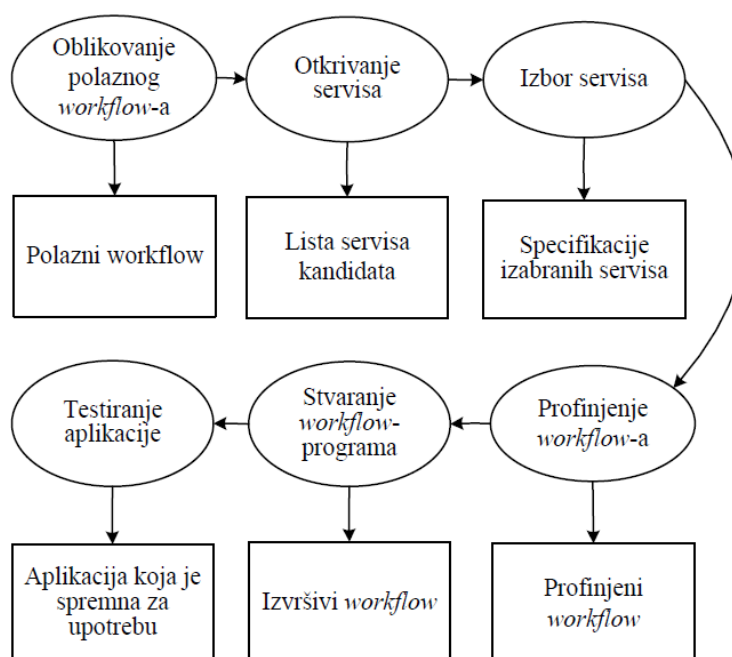 Oblikovanje
polaznog
workflow-a
Otkrivanje
servisa
Izbor servisa
Polazni workflow
Lista servisa
kandidata
Specifikacije
izabranih servisa
Testiranje
aplikacije
Stvaranje
workflow-
programa
Profinjenje
workflow-a
Aplikacija koja je
spremna za
upotrebu
Izvršivi workflow
Profinjeni
workflow